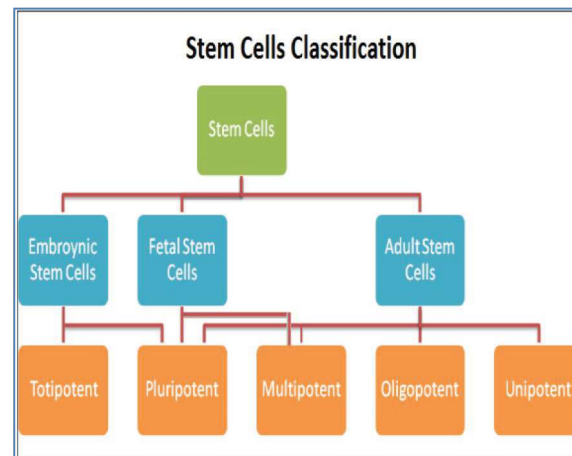 Stem Cells Classification
Stem Cells
Embroynic
Stem Cells
Fetal Stem
Cells
Adult Stem
Cells
Totipotent
Pluripotent
Multipotent
Oligopotent
Unipotent